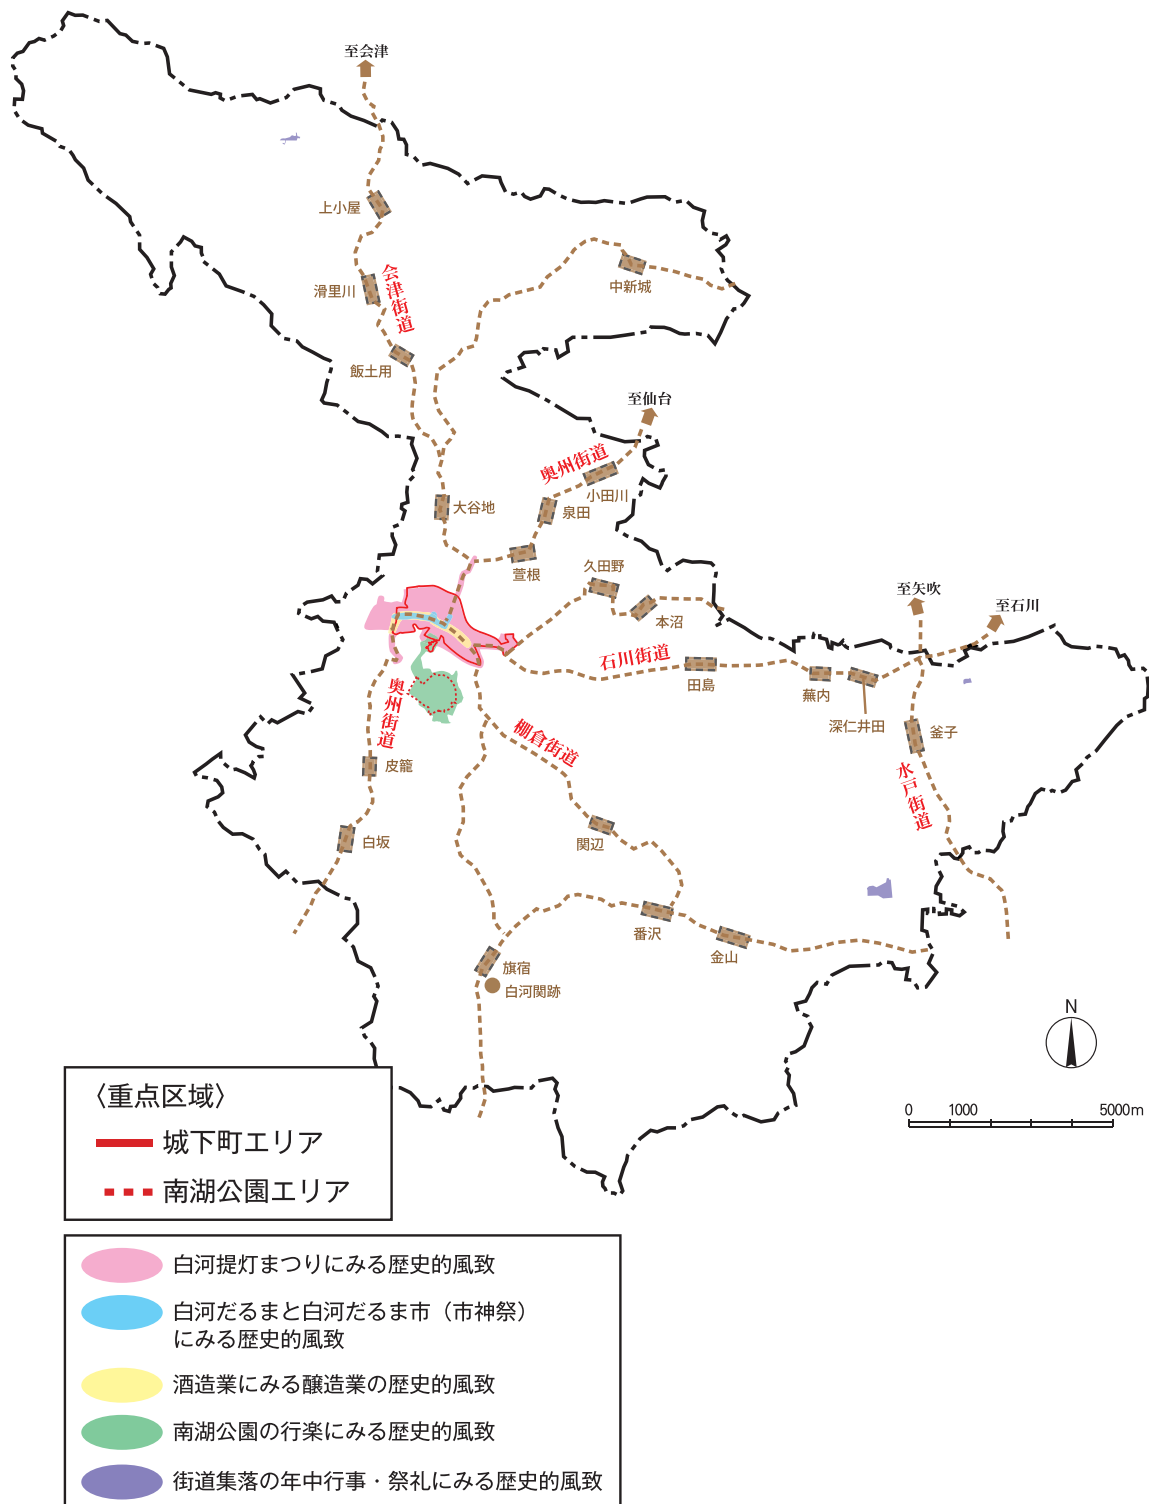 至会津
上小屋
滑里川
会津街道
中新城
飯土用
至仙台
奥州街道
小田川
大谷地
泉田
萱根
久田野
至矢吹
至石川
本沼
石川街道
田島
蕪内
深仁井田
釜子
奥州街道
棚倉街道
皮籠
水戸街道
白坂
関辺
番沢
金山
旗宿
白河関跡
N
0 1000 5000m
〈重点区域〉
城下町エリア
南湖公園エリア
白河提灯まつりにみる歴史的風致
白河だるまと白河だるま市（市神祭）
にみる歴史的風致
酒造業にみる醸造業の歴史的風致
南湖公園の行楽にみる歴史的風致
街道集落の年中行事・祭礼にみる歴史的風致